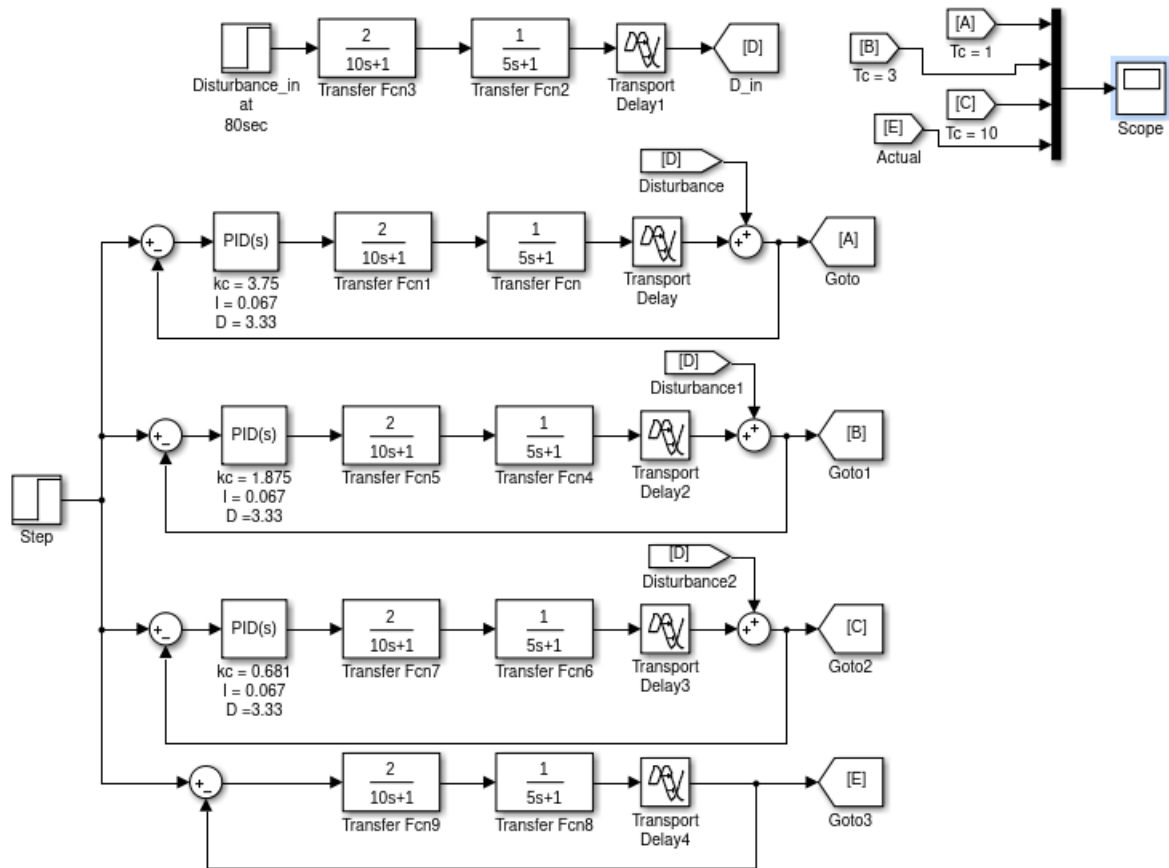 2
10s+1
1
5s+1
[D]
Disturbance_in
at
80sec
Transfer Fcn3
Transfer Fcn2
Transport
Delay1
D_in
[A]
Tc = 1
[B]
Tc = 3
[C]
Tc = 10
[E]
Actual
Scope
[D]
Disturbance
+
-
PID(s)
2
10s+1
1
5s+1
+
+
[A]
kc = 3.75
I = 0.067
D = 3.33
Transfer Fcn1
Transfer Fcn
Transport
Delay
Goto
[D]
Disturbance1
+
-
PID(s)
2
10s+1
1
5s+1
+
+
[B]
kc = 1.875
I = 0.067
D =3.33
Transfer Fcn5
Transfer Fcn4
Transport
Delay2
Goto1
Step
[D]
Disturbance2
+
-
PID(s)
2
10s+1
1
5s+1
+
+
[C]
kc = 0.681
I = 0.067
D =3.33
Transfer Fcn7
Transfer Fcn6
Transport
Delay3
Goto2
+
-
2
10s+1
1
5s+1
[E]
Transfer Fcn9
Transfer Fcn8
Transport
Delay4
Goto3